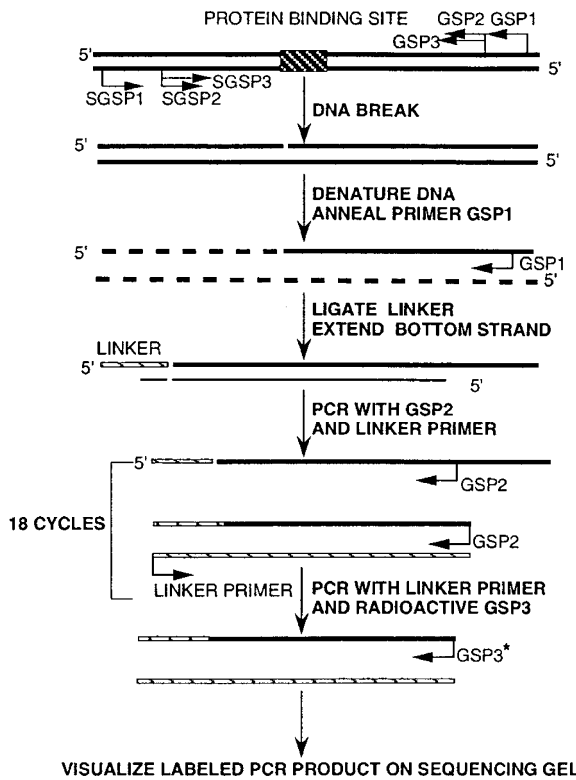 PROTEIN BINDING SITE
GSP2 GSP1
GSP3
5'
5'
SGSP1
SGSP3
SGSP2
DNA BREAK
5'
5'
DENATURE DNA
ANNEAL PRIMER GSP1
5'
GSP1
5'
LIGATE LINKER
EXTEND BOTTOM STRAND
LINKER
5'
5'
PCR WITH GSP2
AND LINKER PRIMER
5'
GSP2
18 CYCLES
GSP2
LINKER PRIMER
PCR WITH LINKER PRIMER
AND RADIOACTIVE GSP3
GSP3*
VISUALIZE LABELED PCR PRODUCT ON SEQUENCING GEL